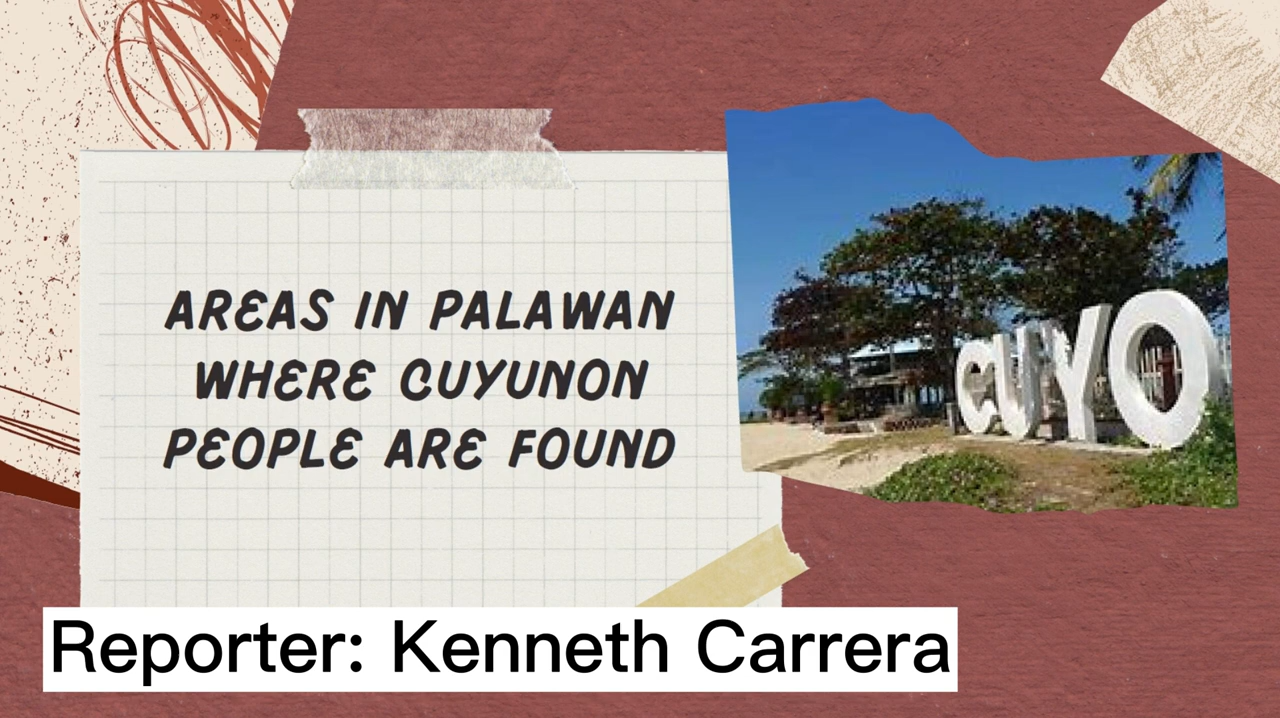 AREAS IN PALAWAN
WHERE CUYUNON
PEOPLE ARE FOUND
CUYO
Reporter: Kenneth Carrera